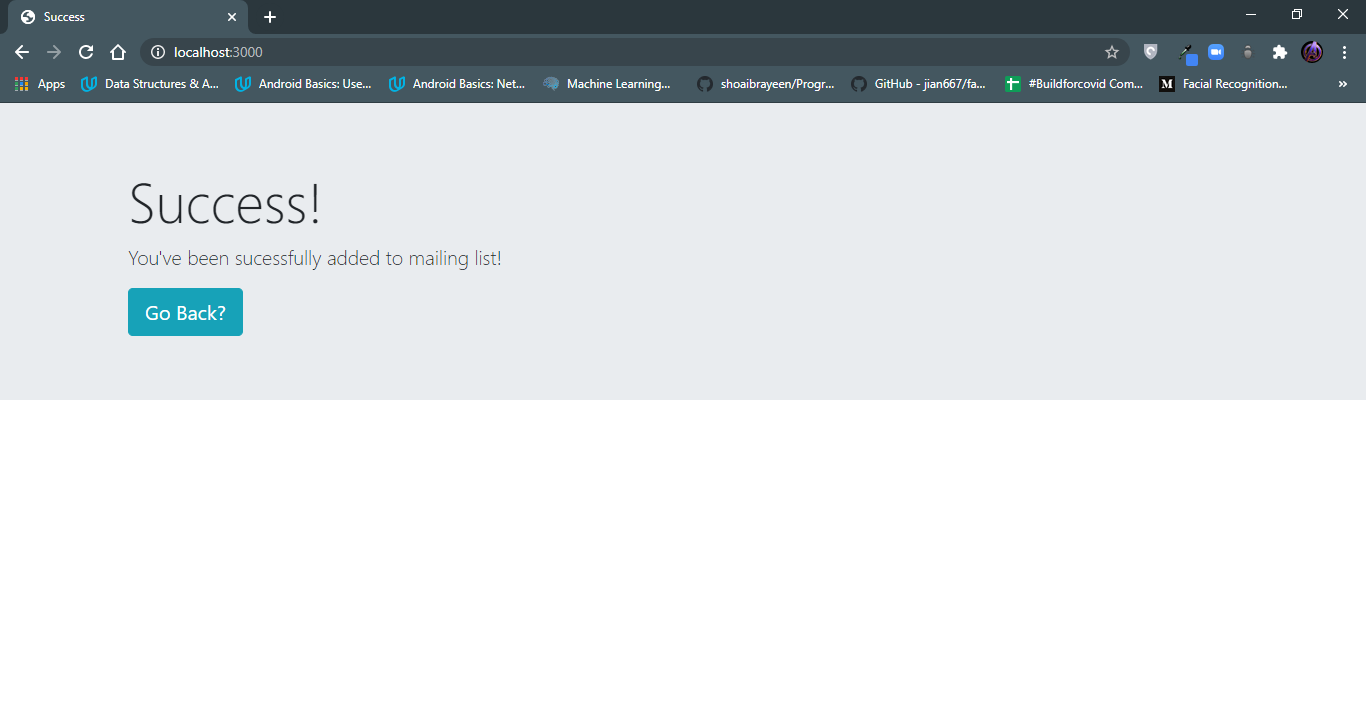 Success
localhost:3000
Apps Data Structures & A... Android Basics: Use... Android Basics: Net... Machine Learning... shoaibrayeen/Progr... GitHub - jian667/fa... #Buildforcovid Com... M Facial Recognition... »
Success!
You've been sucessfully added to mailing list!
Go Back?